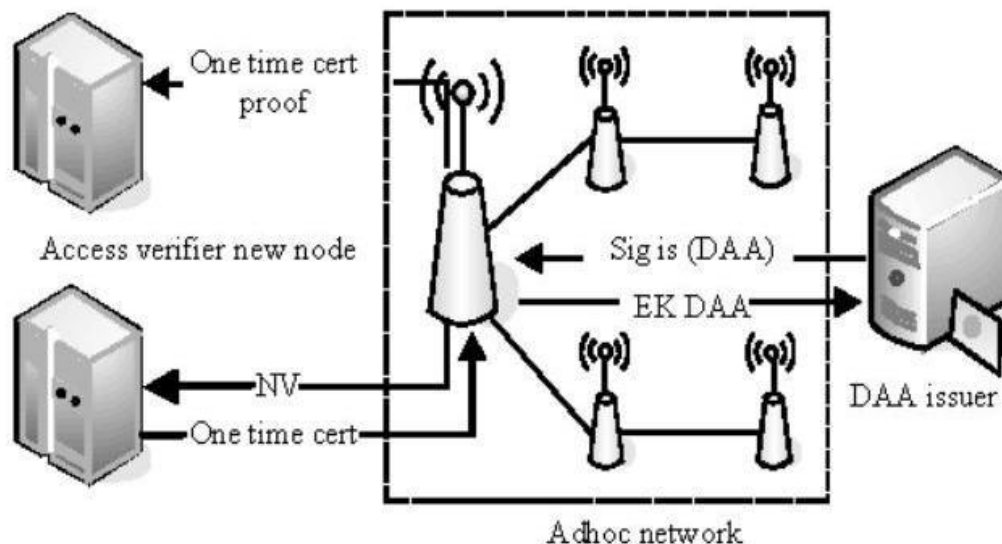 One time cert
proof
Access verifier new node
Sig is (DAA)
EK DAA
NV
DAA issuer
One time cert
Adhoc network